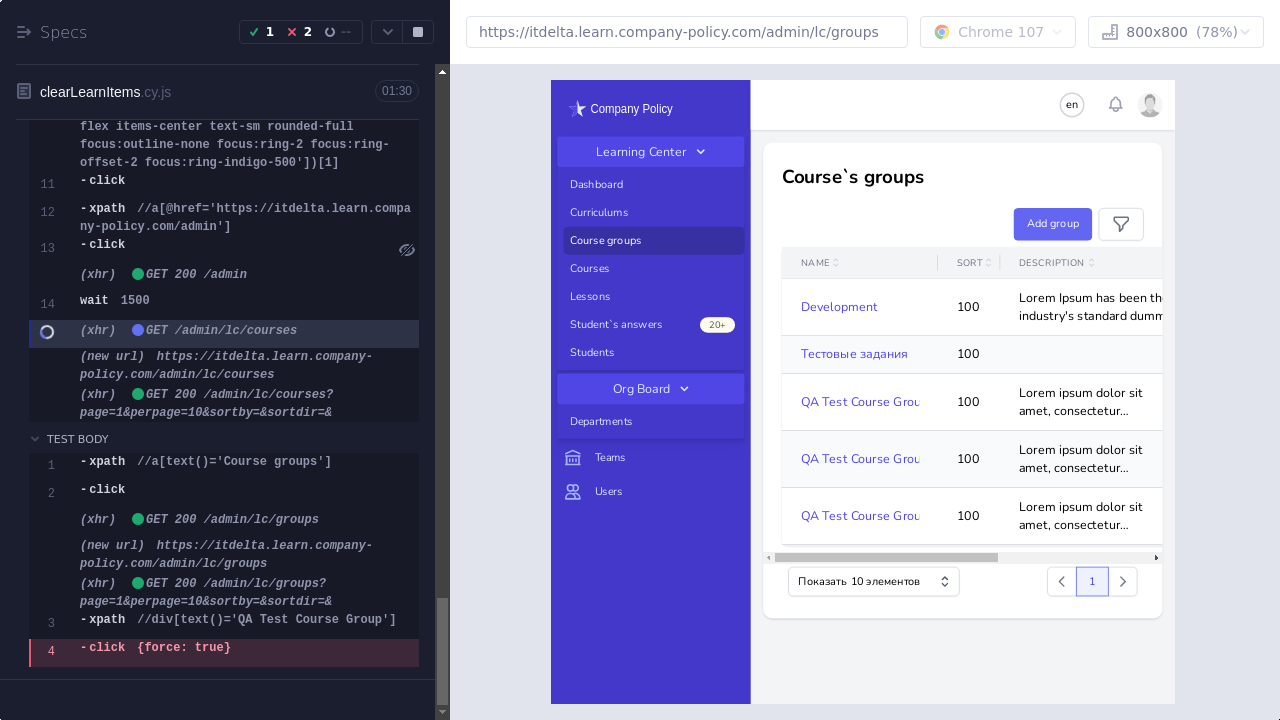 Specs
1
2
--
https://itdelta.learn.company-policy.com/admin/lc/groups
Chrome 107
800x800 (78%)
clearLearnItems.cy.js
01:30
flex items-center text-sm rounded-full
focus:outline-none focus:ring-2 focus:ring-
offset-2 focus:ring-indigo-500'])[1]
11 -click
12 -xpath //a[@href='https://itdelta.learn.compa
ny-policy.com/admin']
13 -click
(xhr) GET 200 /admin
14 wait 1500
(xhr) GET /admin/lc/courses
(new url) https://itdelta.learn.company-
policy.com/admin/lc/courses
(xhr) GET 200 /admin/lc/courses?
page=1&perpage=10&sortby=&sortdir=&
TEST BODY
1 -xpath //a[text()='Course groups']
2 -click
(xhr) GET 200 /admin/lc/groups
(new url) https://itdelta.learn.company-
policy.com/admin/lc/groups
(xhr) GET 200 /admin/lc/groups?
page=1&perpage=10&sortby=&sortdir=&
3 -xpath //div[text()='QA Test Course Group']
4 -click {force: true}
Company Policy
Learning Center
Dashboard
Curriculums
Course groups
Courses
Lessons
Student`s answers 20+
Students
Org Board
Departments
Teams
Users
en
Course`s groups
Add group
NAME SORT DESCRIPTION
Development 100 Lorem Ipsum has been th
industry's standard dumm
Тестовые задания 100
QA Test Course Grou 100 Lorem ipsum dolor sit
amet, consectetur...
QA Test Course Grou 100 Lorem ipsum dolor sit
amet, consectetur...
QA Test Course Grou 100 Lorem ipsum dolor sit
amet, consectetur...
Показать 10 элементов
1